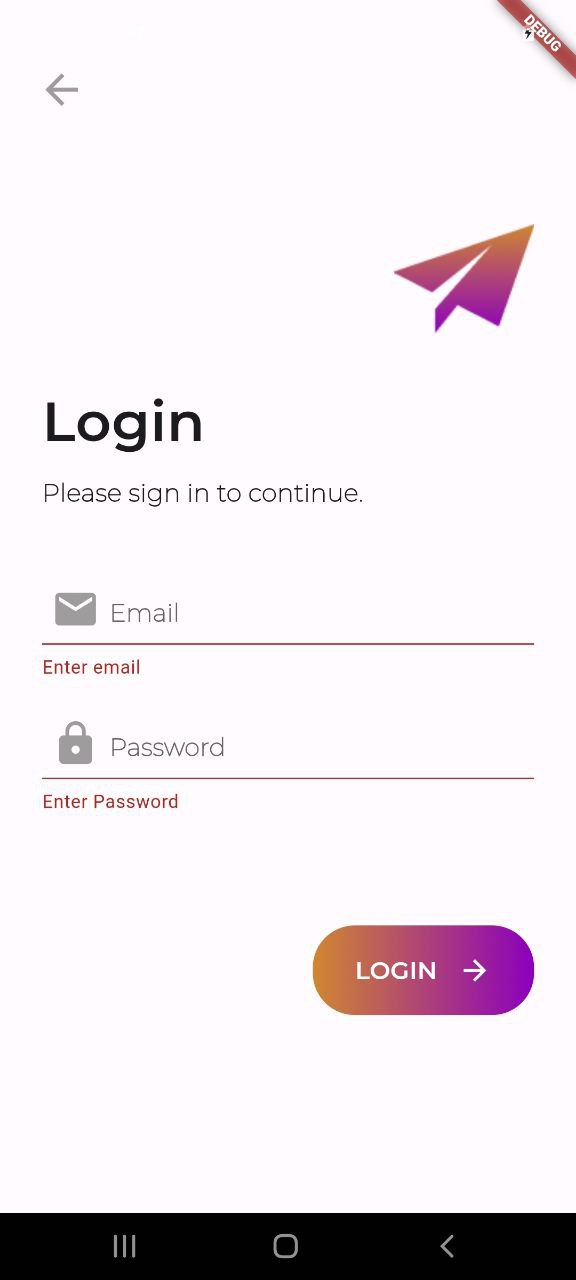 DEBUG
Login
Please sign in to continue.
Email
Enter email
Password
Enter Password
LOGIN